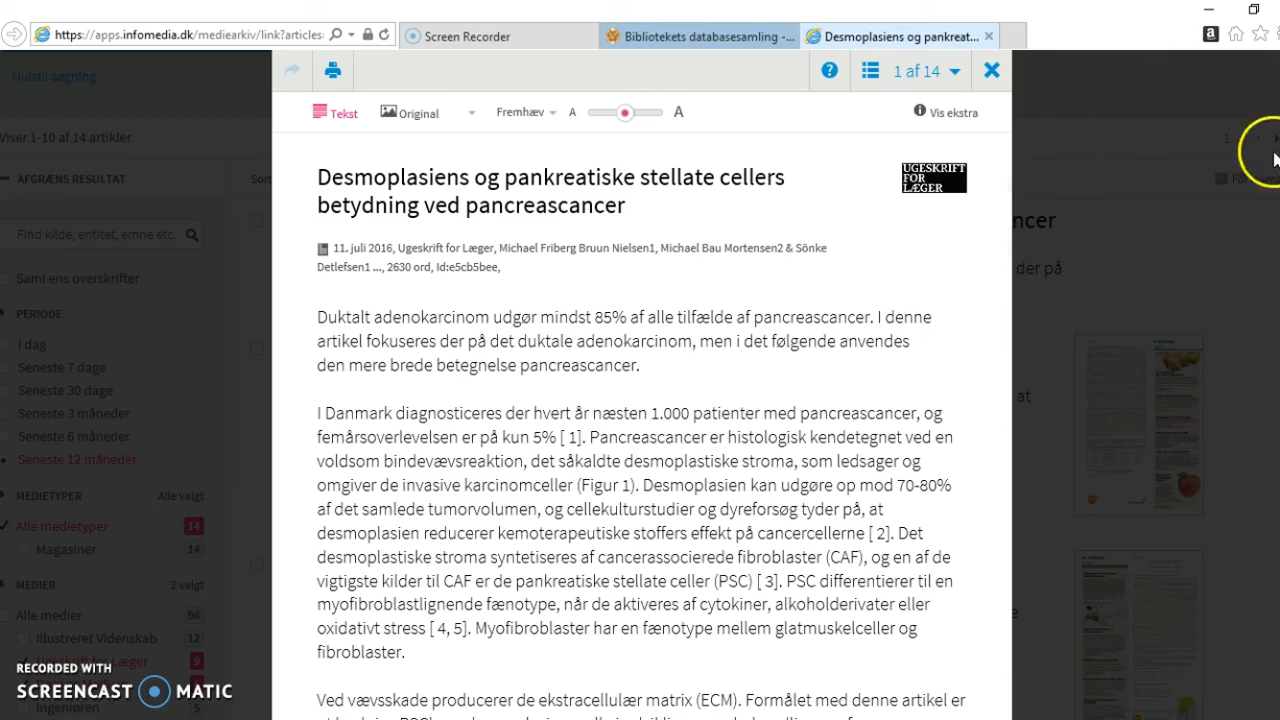 https://apps.infomedia.dk/mediearkiv/link?articles:
Screen Recorder
Bibliotekets databasesamling -...
Desmoplasiens og pankreat...
Nulstil søgning
1 af 14
Tekst
Original
Fremhæv
A
A
Vis ekstra
Viser 1-10 af 14 artikler
AFGRÆNS RESULTAT
Sort
Find kilde, entitet, emne etc.
Saml ens overskrifter
PERIODE
I dag
Seneste 7 dage
Seneste 30 dage
Seneste 3 måneder
Seneste 6 måneder
Seneste 12 måneder
MEDIETYPER
Alle valgt
Alle medietyper
14
Magasiner
14
MEDIER
2 valgt
Alle medier
96
Illustreret Videnskab
12
Ugeskrift for Læger
9
Ingeniøren
5
RECORDED WITH
SCREENCAST MATIC
Desmoplasiens og pankreatiske stellate cellers
betydning ved pancreascancer
UGESKRIFT
FOR
LÆGER
11. juli 2016, Ugeskrift for Læger, Michael Friberg Bruun Nielsen1, Michael Bau Mortensen2 & Sönke
Detlefsen1 ..., 2630 ord, Id:e5cb5bee,
Duktalt adenokarcinom udgør mindst 85% af alle tilfælde af pancreascancer. I denne
artikel fokuseres der på det duktale adenokarcinom, men i det følgende anvendes
den mere brede betegnelse pancreascancer.
I Danmark diagnosticeres der hvert år næsten 1.000 patienter med pancreascancer, og
femårsoverlevelsen er på kun 5% [ 1]. Pancreascancer er histologisk kendetegnet ved en
voldsom bindevævsreaktion, det såkaldte desmoplastiske stroma, som ledsager og
omgiver de invasive karcinomceller (Figur 1). Desmoplasien kan udgøre op mod 70-80%
af det samlede tumorvolumen, og cellekulturstudier og dyreforsøg tyder på, at
desmoplasien reducerer kemoterapeutiske stoffers effekt på cancercellerne [ 2]. Det
desmoplastiske stroma syntetiseres af cancerassocierede fibroblaster (CAF), og en af de
vigtigste kilder til CAF er de pankreatiske stellate celler (PSC) [ 3]. PSC differentierer til en
myofibroblastlignende fænotype, når de aktiveres af cytokiner, alkoholderivater eller
oxidativt stress [ 4, 5]. Myofibroblaster har en fænotype mellem glatmuskelceller og
fibroblaster.
Ved vævsskade producerer de ekstracellulær matrix (ECM). Formålet med denne artikel er
1
ncer
der på
at